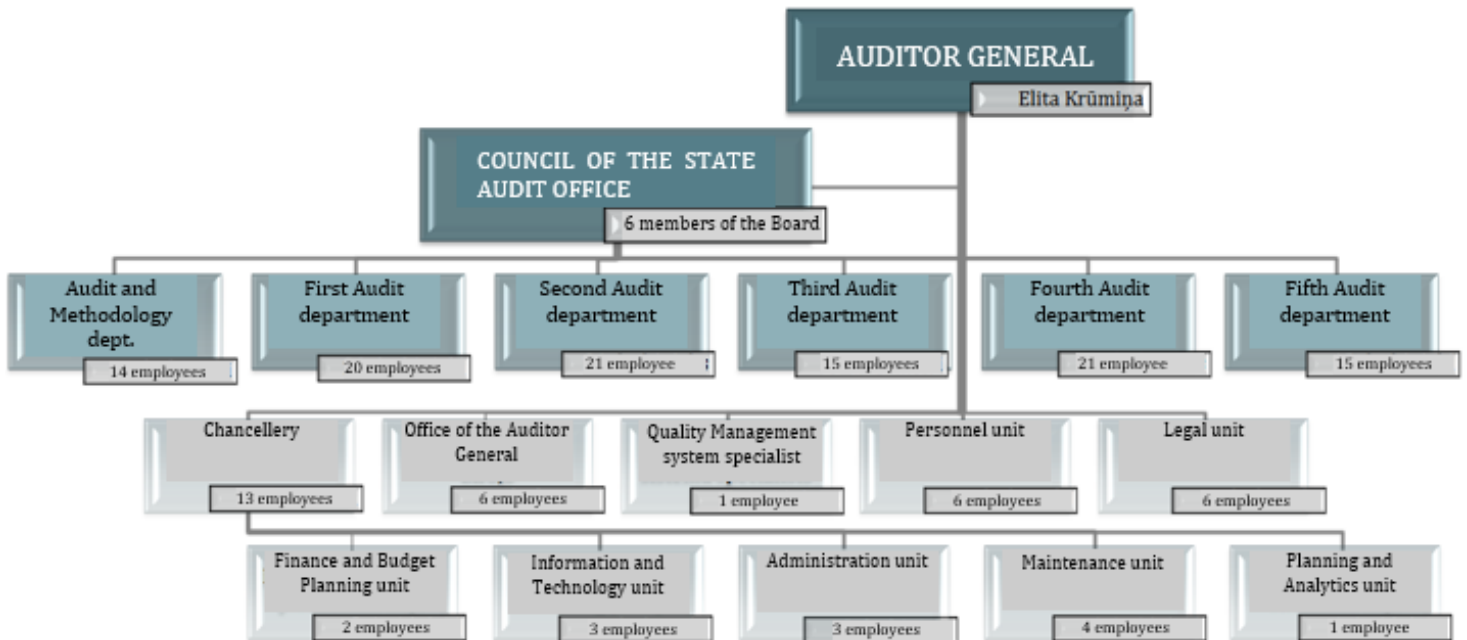 AUDITOR GENERAL
Elita Krūmiņa
COUNCIL OF THE STATE
AUDIT OFFICE
6 members of the Board
Audit and
Methodology
dept.
14 employees
First Audit
department
20 employees
Second Audit
department
21 employee
Third Audit
department
15 employees
Fourth Audit
department
21 employee
Fifth Audit
department
15 employees
Chancellery
13 employees
Office of the Auditor
General
6 employees
Quality Management
system specialist
1 employee
Personnel unit
6 employees
Legal unit
6 employees
Finance and Budget
Planning unit
2 employees
Information and
Technology unit
3 employees
Administration unit
3 employees
Maintenance unit
4 employees
Planning and
Analytics unit
1 employee